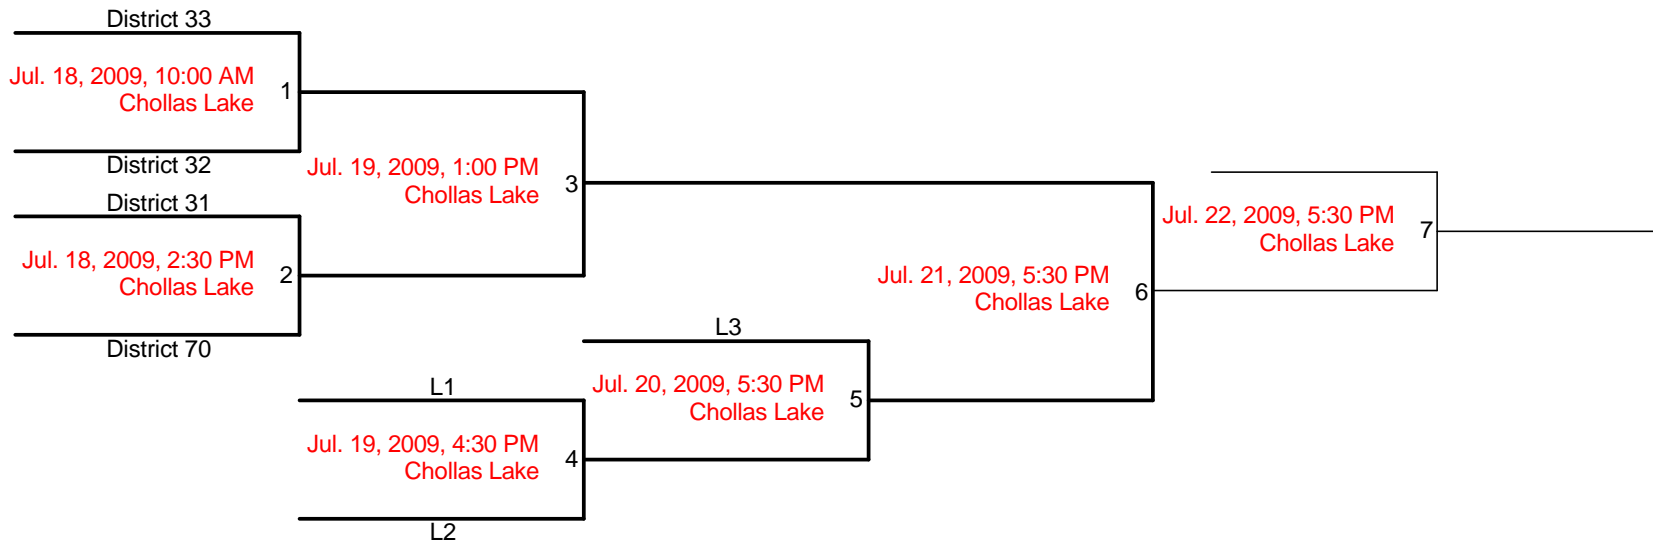 District 33
Jul. 18, 2009, 10:00 AM
Chollas Lake
1
District 32
Jul. 19, 2009, 1:00 PM
Chollas Lake
3
District 31
Jul. 18, 2009, 2:30 PM
Chollas Lake
2
District 70
Jul. 22, 2009, 5:30 PM
Chollas Lake
7
Jul. 21, 2009, 5:30 PM
Chollas Lake
6
L3
Jul. 20, 2009, 5:30 PM
Chollas Lake
5
L1
Jul. 19, 2009, 4:30 PM
Chollas Lake
4
L2